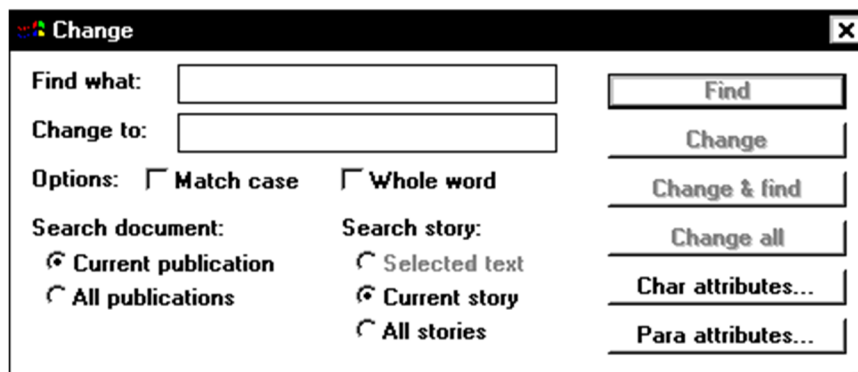 Change
Find what:
Change to:
Options: Match case Whole word
Search document:
Current publication
All publications
Search story:
Selected text
Current story
All stories
Find
Change
Change & find
Change all
Char attributes...
Para attributes...